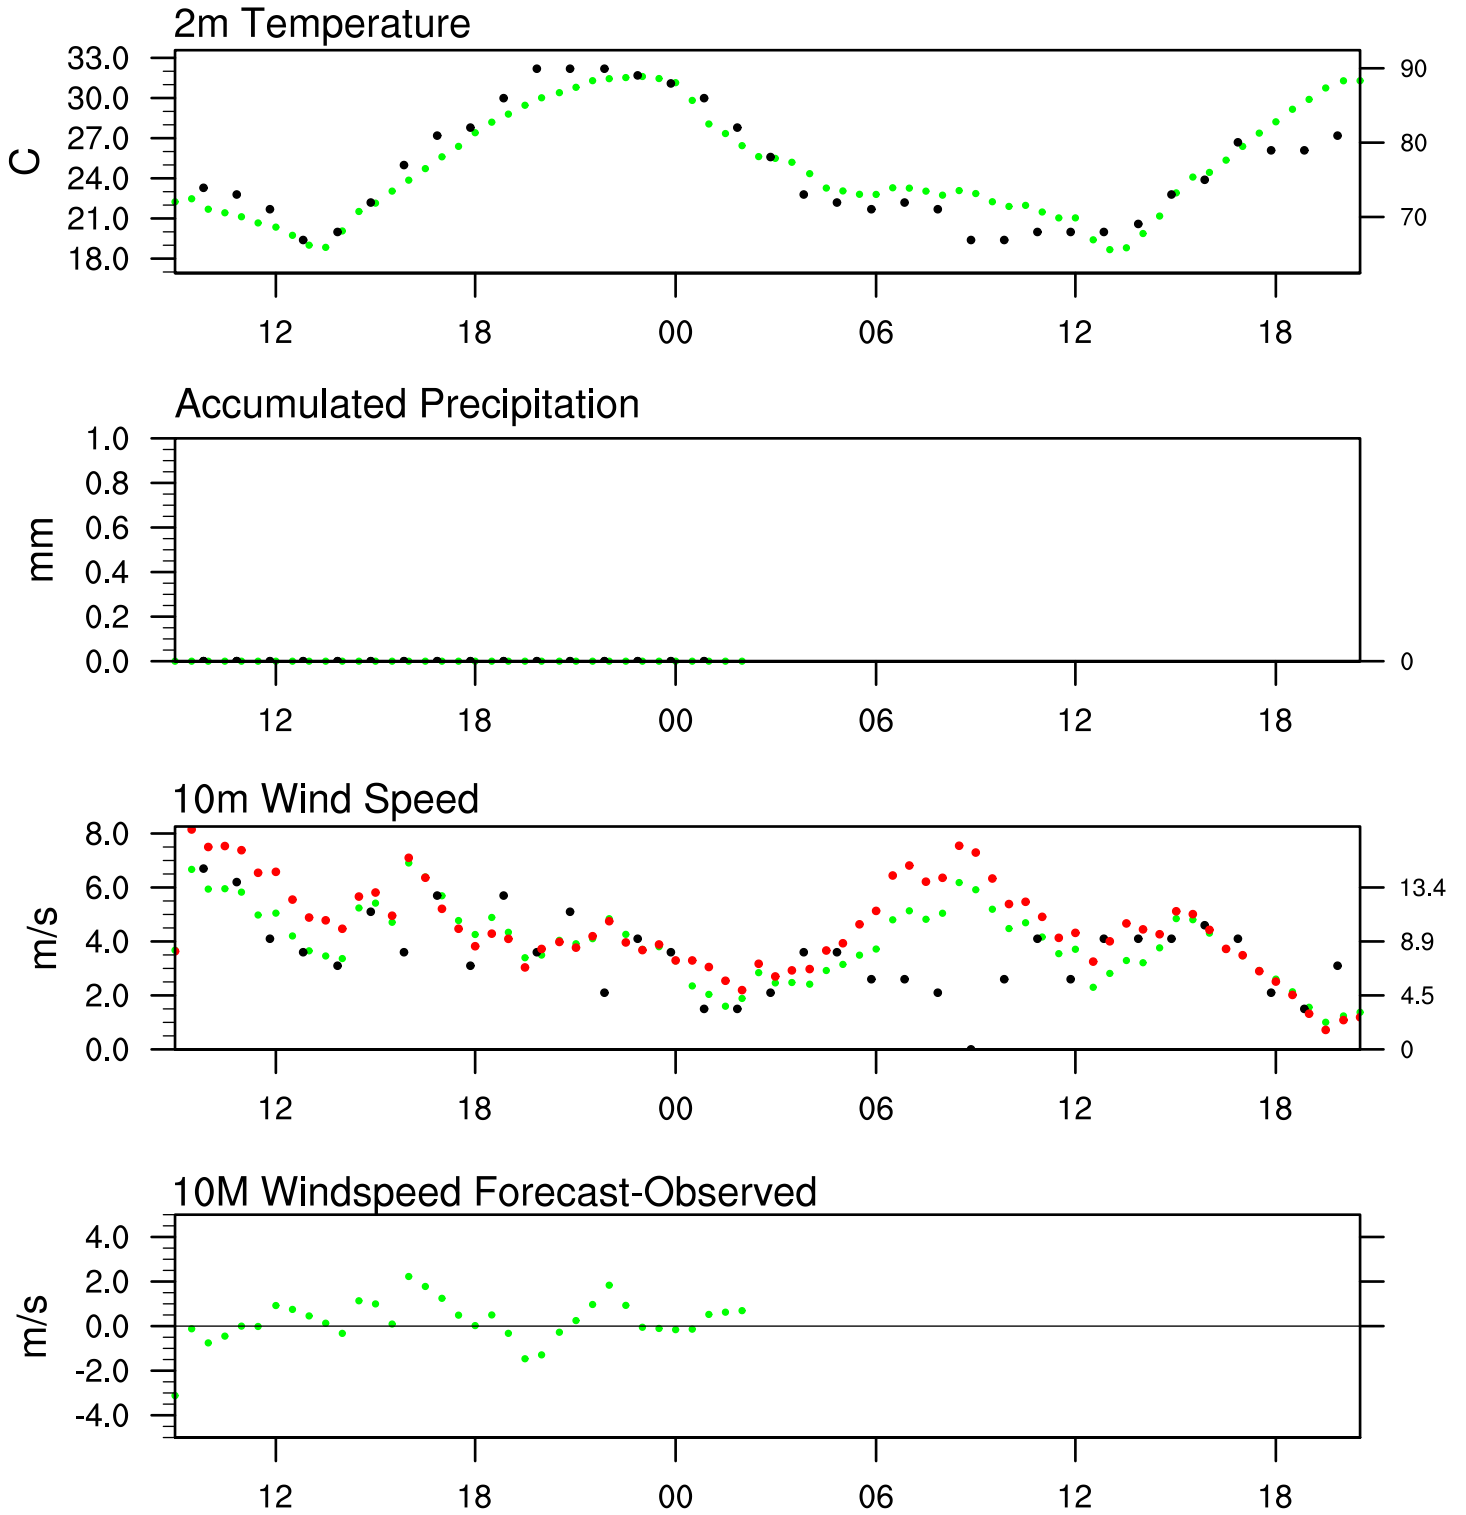 2m Temperature
33.0
30.0
27.0
24.0
21.0
18.0
C
90
80
70
12 18 00 06 12 18
Accumulated Precipitation
1.0
0.8
0.6
0.4
0.2
0.0
mm
0
12 18 00 06 12 18
10m Wind Speed
8.0
6.0
4.0
2.0
0.0
m/s
13.4
8.9
4.5
0
12 18 00 06 12 18
10M Windspeed Forecast-Observed
4.0
2.0
0.0
-2.0
-4.0
m/s
12 18 00 06 12 18